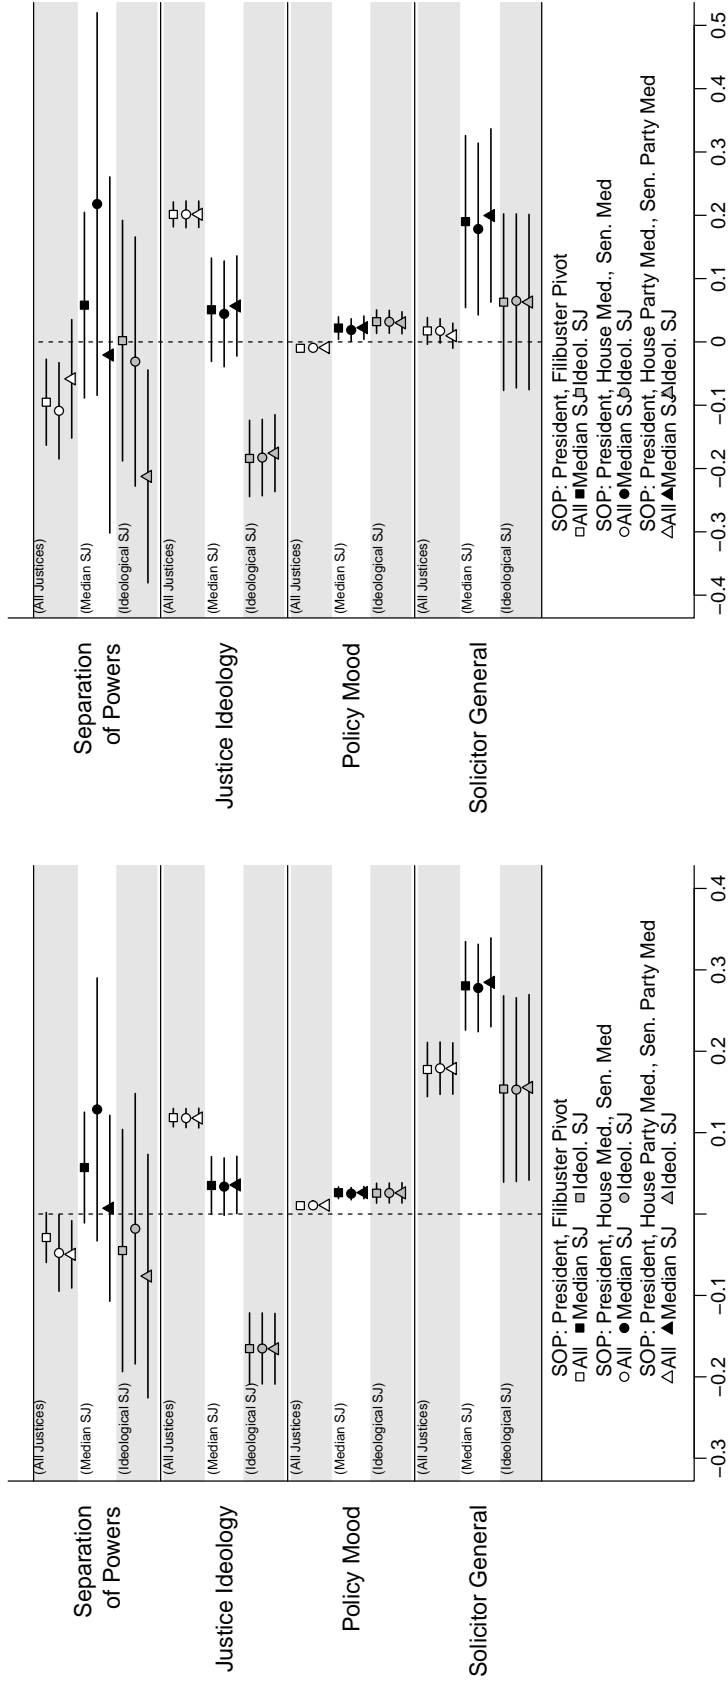 Separation
of Powers
Justice Ideology
Policy Mood
Solicitor General
(All Justices)
(Median SJ)
(Ideological SJ)
(All Justices)
(Median SJ)
(Ideological SJ)
(All Justices)
(Median SJ)
(Ideological SJ)
(All Justices)
(Median SJ)
(Ideological SJ)
SOP: President, Filibuster Pivot
All Median SJ Ideol. SJ
SOP: President, House Med., Sen. Med
All Median SJ Ideol. SJ
SOP: President, House Party Med., Sen. Party Med
All Median SJ Ideol. SJ
−0.3 −0.2 −0.1 0.1 0.2 0.3 0.4
Separation
of Powers
Justice Ideology
Policy Mood
Solicitor General
(All Justices)
(Median SJ)
(Ideological SJ)
(All Justices)
(Median SJ)
(Ideological SJ)
(All Justices)
(Median SJ)
(Ideological SJ)
(All Justices)
(Median SJ)
(Ideological SJ)
SOP: President, Filibuster Pivot
All Median SJ Ideol. SJ
SOP: President, House Med., Sen. Med
All Median SJ Ideol. SJ
SOP: President, House Party Med., Sen. Party Med
All Median SJ Ideol. SJ
−0.4 −0.3 −0.2 −0.1 0 0.1 0.2 0.3 0.4 0.5